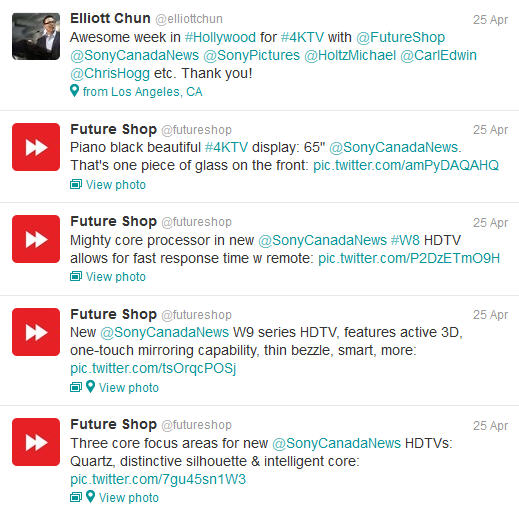 Elliott Chun @elliottchun 25 Apr
Awesome week in #Hollywood for #4KTV with @FutureShop
@SonyCanadaNews @SonyPictures @HoltzMichael @CarlEdwin
@ChrisHogg etc. Thank you!
from Los Angeles, CA
Future Shop @futureshop 25 Apr
Piano black beautiful #4KTV display: 65" @SonyCanadaNews.
That's one piece of glass on the front: pic.twitter.com/amPyDAQAHQ
View photo
Future Shop @futureshop 25 Apr
Mighty core processor in new @SonyCanadaNews #W8 HDTV
allows for fast response time w remote: pic.twitter.com/P2DzETmO9H
View photo
Future Shop @futureshop 25 Apr
New @SonyCanadaNews W9 series HDTV, features active 3D,
one-touch mirroring capability, thin bezzle, smart, more:
pic.twitter.com/tsOrqcPOSj
View photo
Future Shop @futureshop 25 Apr
Three core focus areas for new @SonyCanadaNews HDTVs:
Quartz, distinctive silhouette & intelligent core:
pic.twitter.com/7gu45sn1W3
View photo